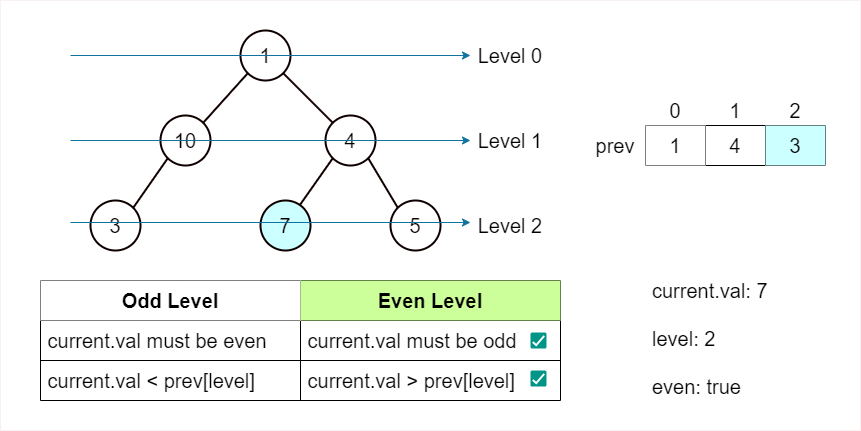 1
Level 0
10
4
Level 1
3
7
5
Level 2
0 1 2
prev 1 4 3
Odd Level Even Level
current.val must be even current.val must be odd
current.val < prev[level] current.val > prev[level]
current.val: 7
level: 2
even: true